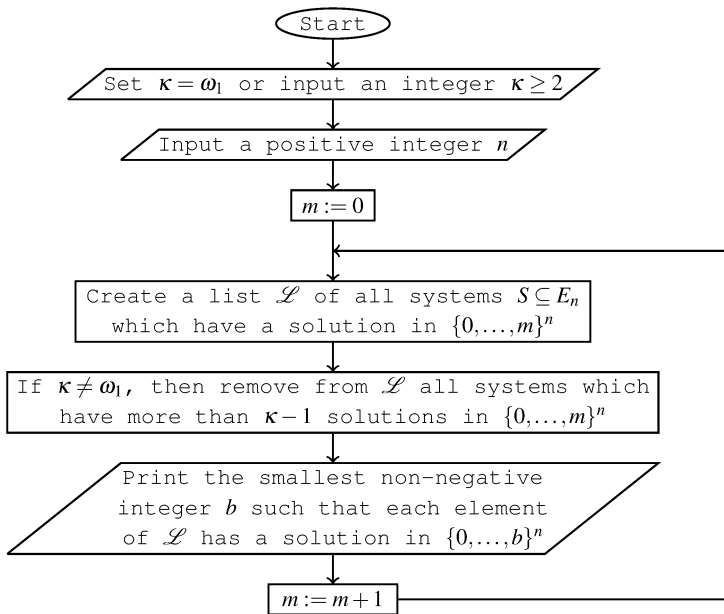 Start
Set κ = ω₁ or input an integer κ ≥ 2
Input a positive integer n
m := 0
Create a list ℒ of all systems S ⊆ Eₙ
which have a solution in {0,…,m}ⁿ
If κ ≠ ω₁, then remove from ℒ all systems which
have more than κ − 1 solutions in {0,…,m}ⁿ
Print the smallest non-negative
integer b such that each element
of ℒ has a solution in {0,…,b}ⁿ
m := m + 1